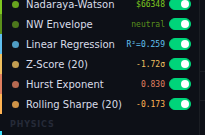 Nadaraya-Watson $66348
NW Envelope neutral
Linear Regression R²=0.259
Z-Score (20) -1.72σ
Hurst Exponent 0.830
Rolling Sharpe (20) -0.173
PHYSICS